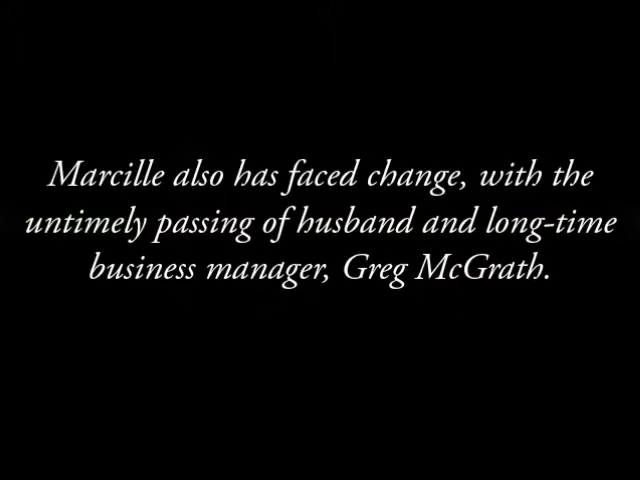 Marcille also has faced change, with the
untimely passing of husband and long-time
business manager, Greg McGrath.